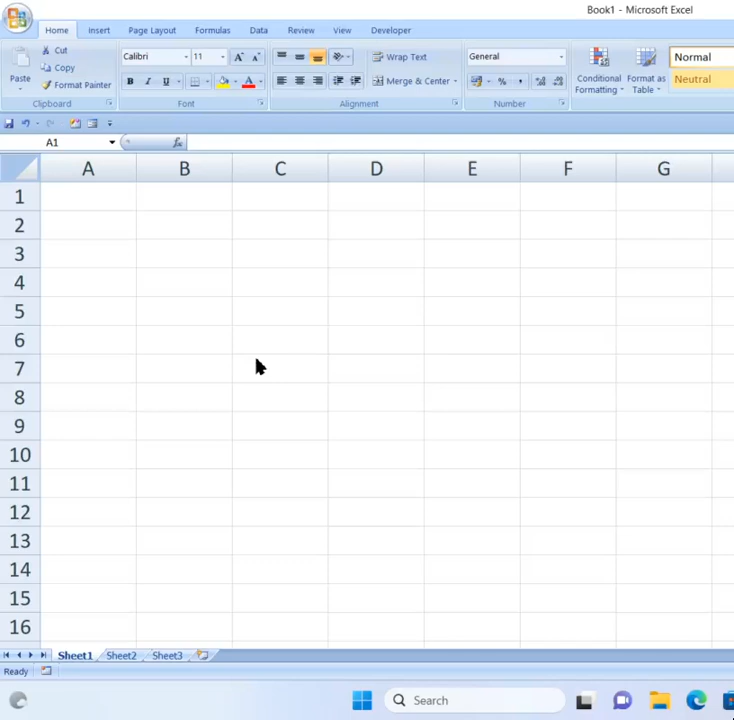 Book1 - Microsoft Excel
Home Insert Page Layout Formulas Data Review View Developer
Cut Calibri 11 A A Wrap Text General Normal
Copy
Paste Format Painter B I U A Merge & Center % , Conditional Formatting Format as Table Neutral
Clipboard Font Alignment Number
A1 fx
A B C D E F G
1
2
3
4
5
6
7
8
9
10
11
12
13
14
15
16
Sheet1 Sheet2 Sheet3
Ready
Search